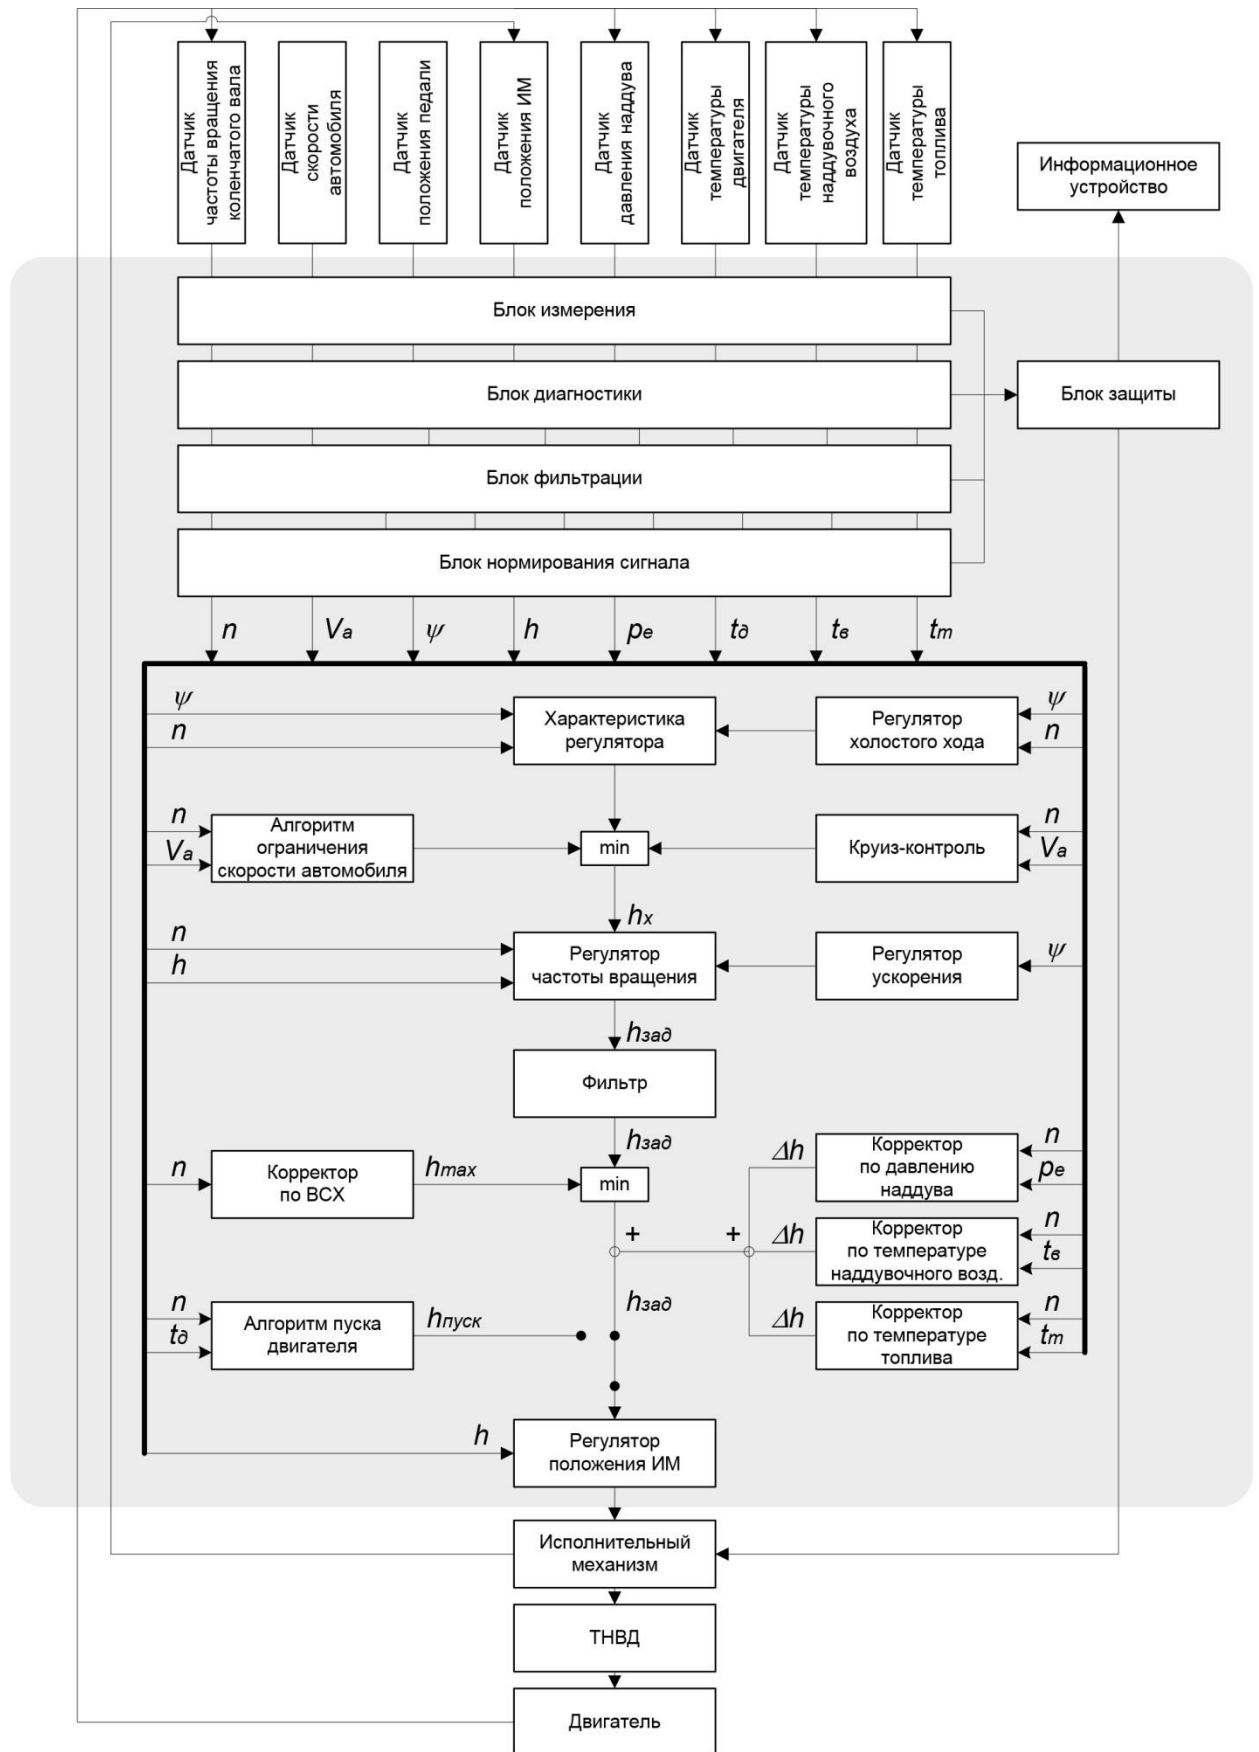 Датчик
частоты вращения
коленчатого вала
Датчик
скорости
автомобиля
Датчик
положения педали
Датчик
положения ИМ
Датчик
давления наддува
Датчик
температуры
двигателя
Датчик
температуры
наддувочного
воздуха
Датчик
температуры
топлива
Информационное
устройство
Блок измерения
Блок диагностики
Блок защиты
Блок фильтрации
Блок нормирования сигнала
n
Va
ψ
h
pe
tд
tв
tт
ψ
n
Характеристика
регулятора
Регулятор
холостого хода
ψ
n
n
Va
Алгоритм
ограничения
скорости автомобиля
min
Круиз-контроль
n
Va
hx
n
h
Регулятор
частоты вращения
Регулятор
ускорения
ψ
hзад
Фильтр
hзад
n
Корректор
по ВСХ
hmax
min
Δh
Корректор
по давлению
наддува
n
pe
+
+
Δh
Корректор
по температуре
наддувочного возд.
n
tв
n
tд
Алгоритм пуска
двигателя
hпуск
hзад
Δh
Корректор
по температуре
топлива
n
tт
h
Регулятор
положения ИМ
Исполнительный
механизм
ТНВД
Двигатель